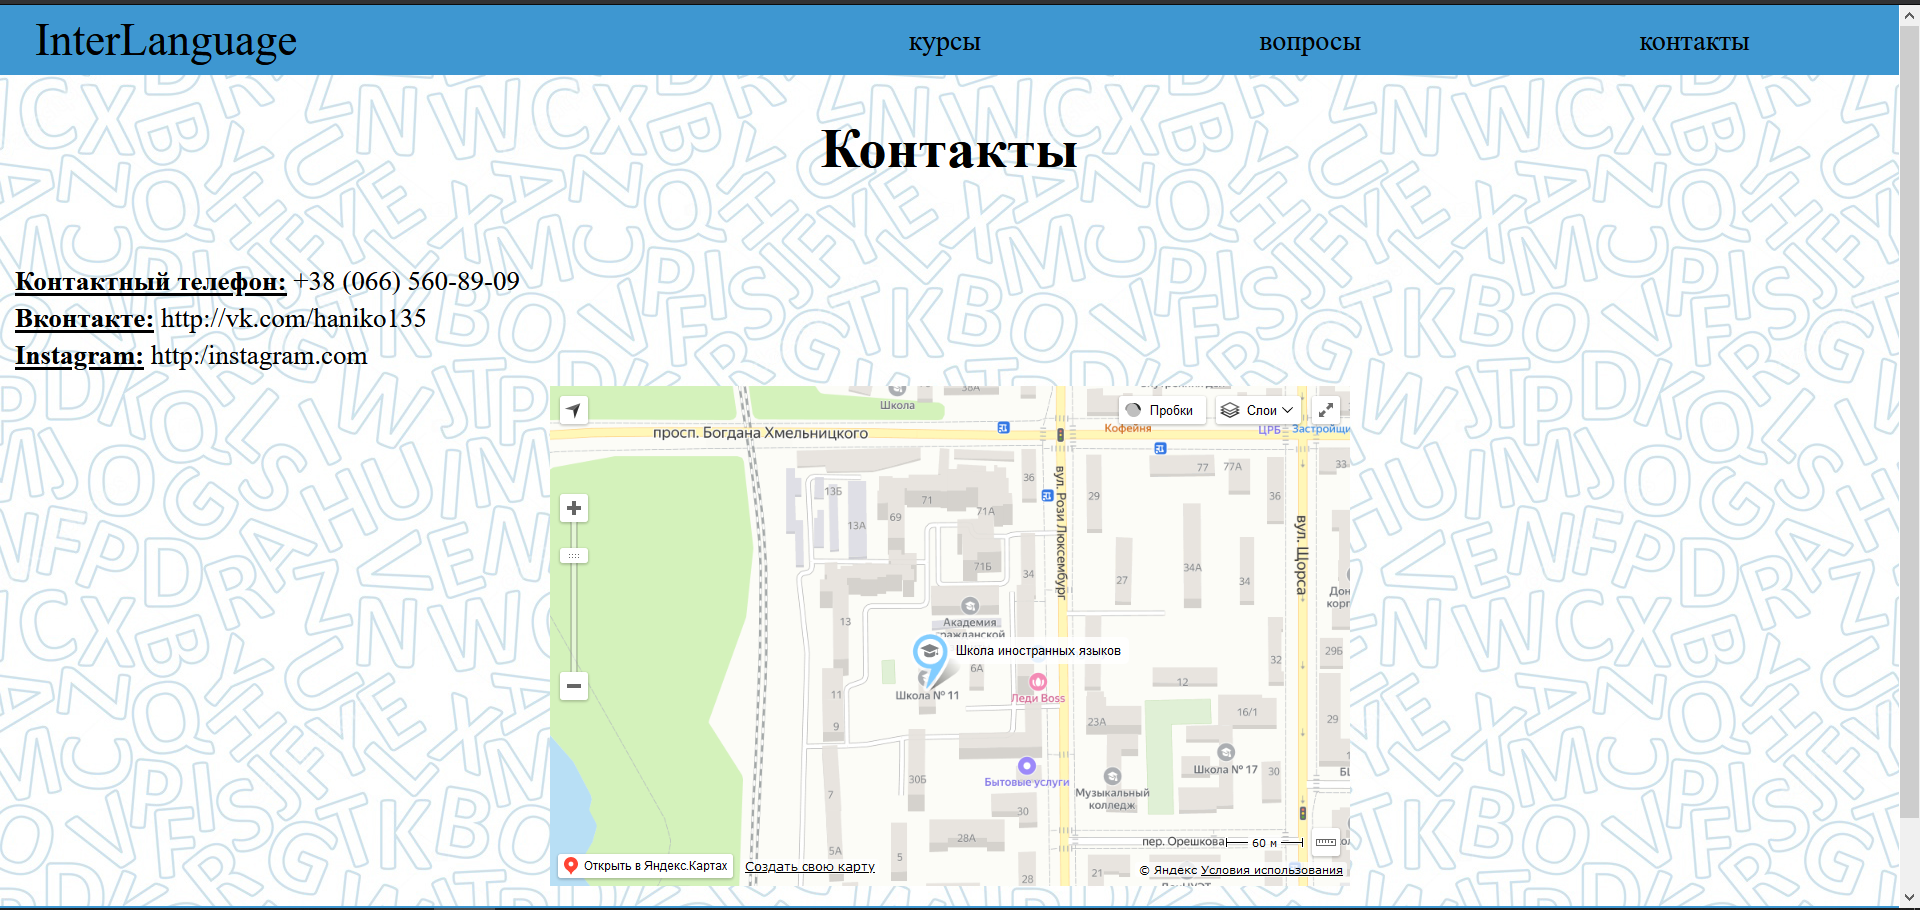 InterLanguage
курсы
вопросы
контакты
Контакты
Контактный телефон: +38 (066) 560-89-09
Вконтакте: http://vk.com/haniko135
Instagram: http:/instagram.com
Школа
38А
Пробки
Слои
Кофейня
ЦРБ
Застройщи
просп. Богдана Хмельницкого
77
77А
33
13Б
71
36
29
36
71А
69
13А
вул. Рози Люксембург
вул. Щорса
71Б
34
27
34А
34
Дон
корг
Академия
гражданской
13
Школа иностранных языков
29Б
32
6А
11
Школа № 11
Леди Boss
12
9
23А
16/1
29
Школа № 17
30
30Б
Бытовые услуги
Музыкальный
колледж
7
30
28А
пер. Орешкова
60 м
5А
5
Открыть в Яндекс.Картах
Создать свою карту
28
21
© Яндекс Условия использования